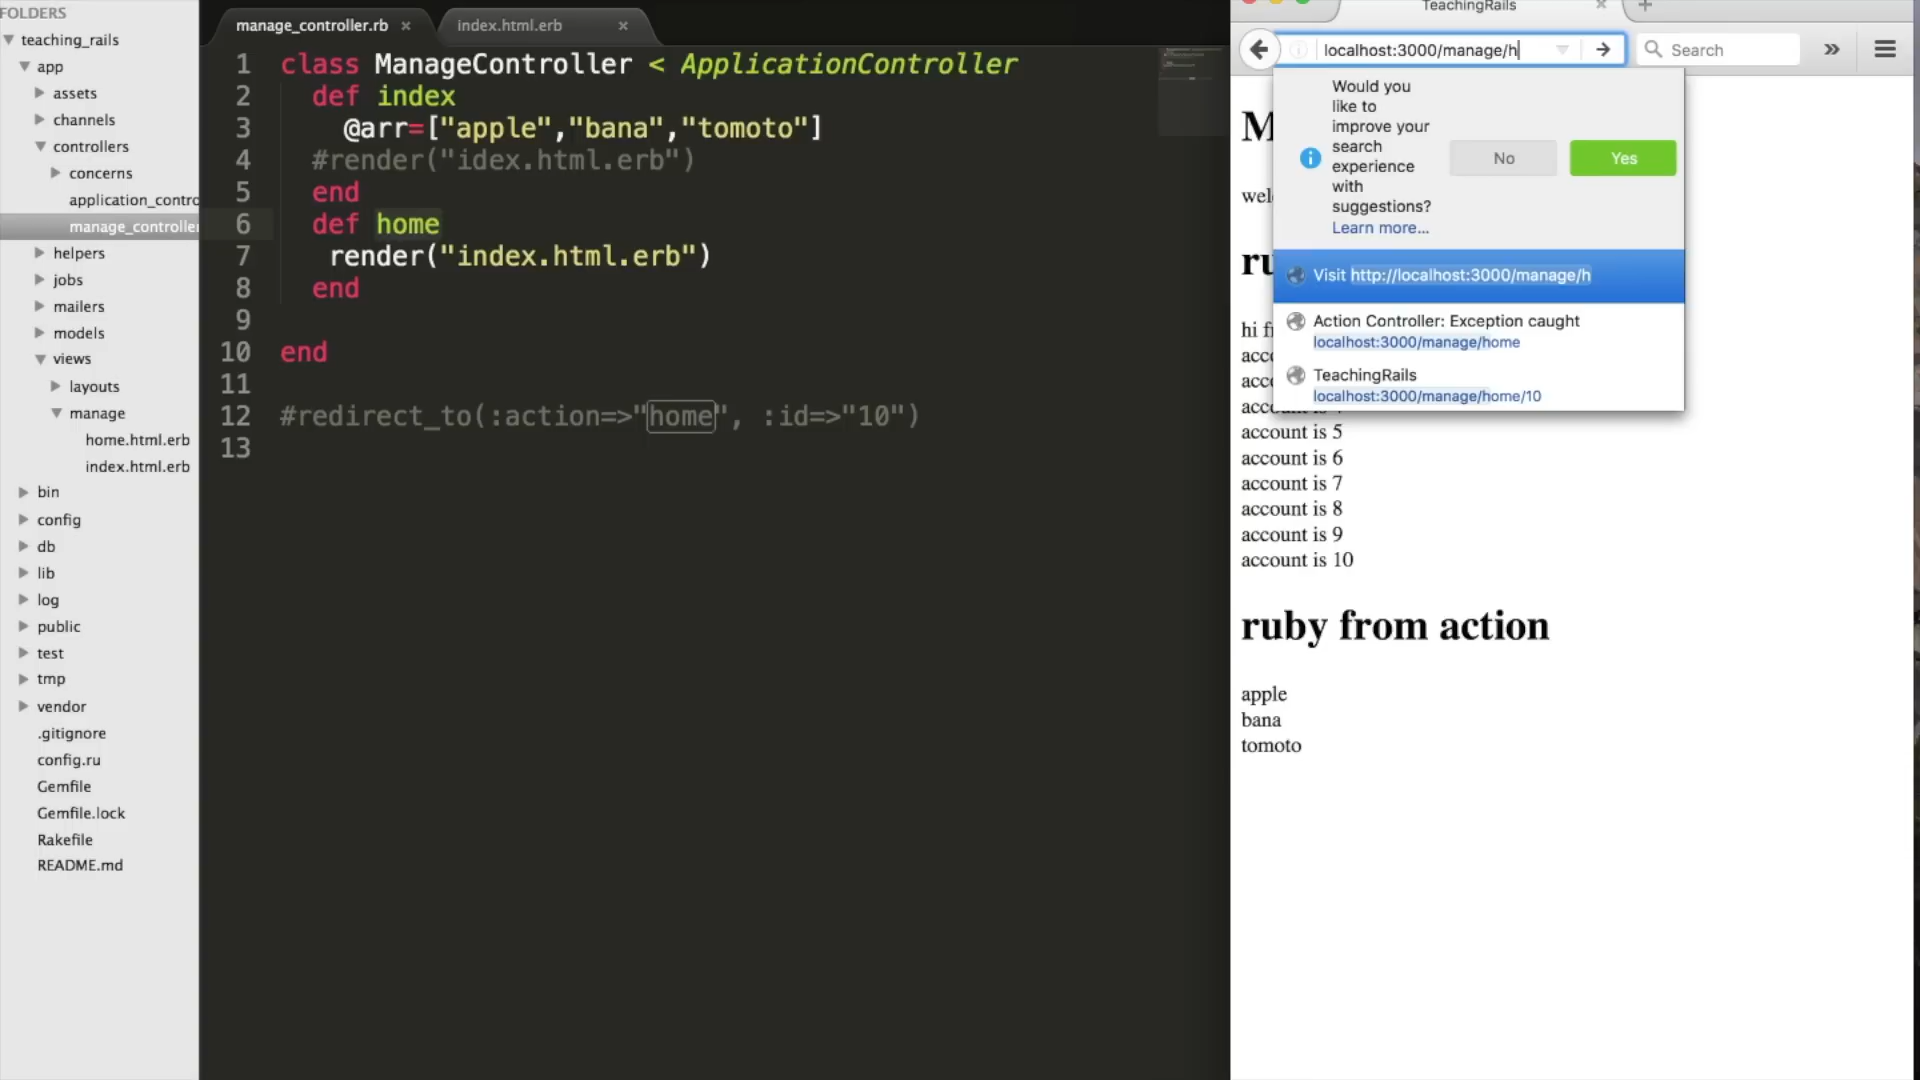 FOLDERS
teaching_rails
app
assets
channels
controllers
concerns
application_contro
manage_controller
helpers
jobs
mailers
models
views
layouts
manage
home.html.erb
index.html.erb
bin
config
db
lib
log
public
test
tmp
vendor
.gitignore
config.ru
Gemfile
Gemfile.lock
Rakefile
README.md
manage_controller.rb × index.html.erb ×
1 class ManageController < ApplicationController
2 def index
3 @arr=["apple","bana","tomoto"]
4 #render("idex.html.erb")
5 end
6 def home
7 render("index.html.erb")
8 end
9
10 end
11
12 #redirect_to(:action=>"home", :id=>"10")
13
TeachingRails
localhost:3000/manage/h
Search
Would you
like to
improve your
search
experience
with
suggestions?
Learn more...
No
Yes
Visit http://localhost:3000/manage/h
Action Controller: Exception caught
localhost:3000/manage/home
TeachingRails
localhost:3000/manage/home/10
account is 5
account is 6
account is 7
account is 8
account is 9
account is 10
ruby from action
apple
bana
tomoto